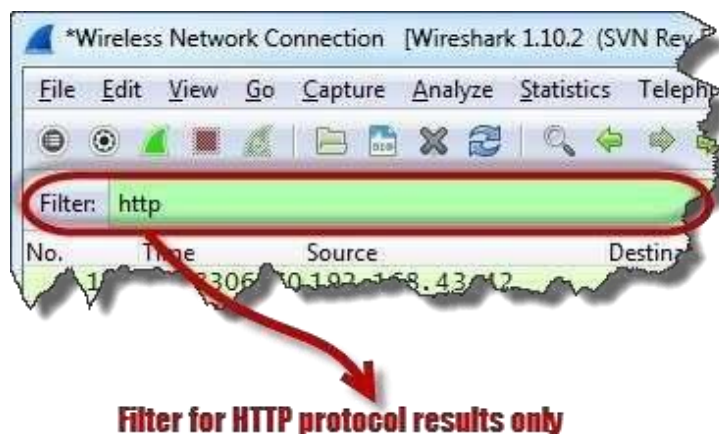 *Wireless Network Connection [Wireshark 1.10.2 (SVN Rev
File Edit View Go Capture Analyze Statistics Teleph
Filter: http
No. Time Source Destina
Filter for HTTP protocol results only